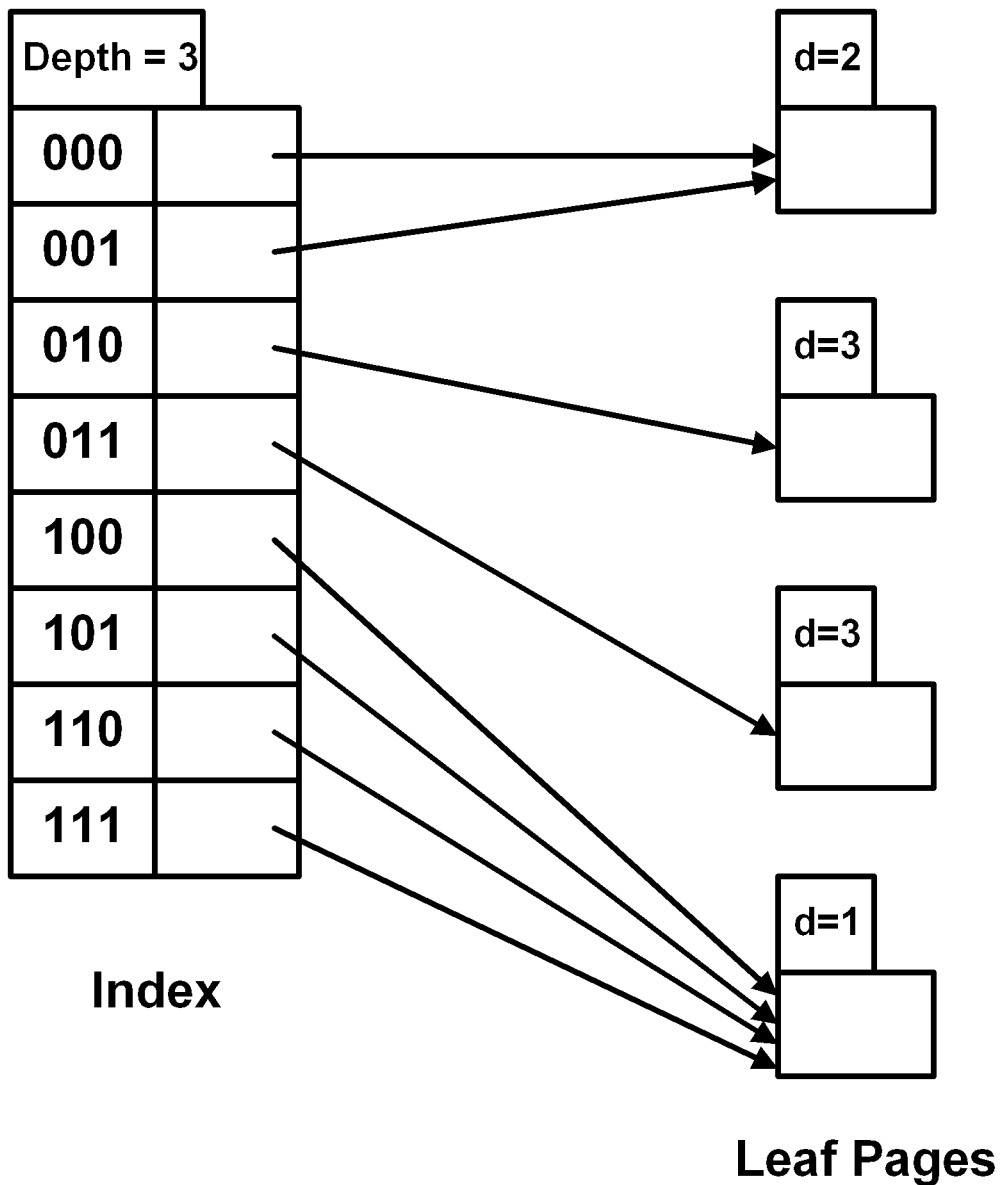 Depth = 3
000
001
010
011
100
101
110
111
Index
d=2
d=3
d=3
d=1
Leaf Pages